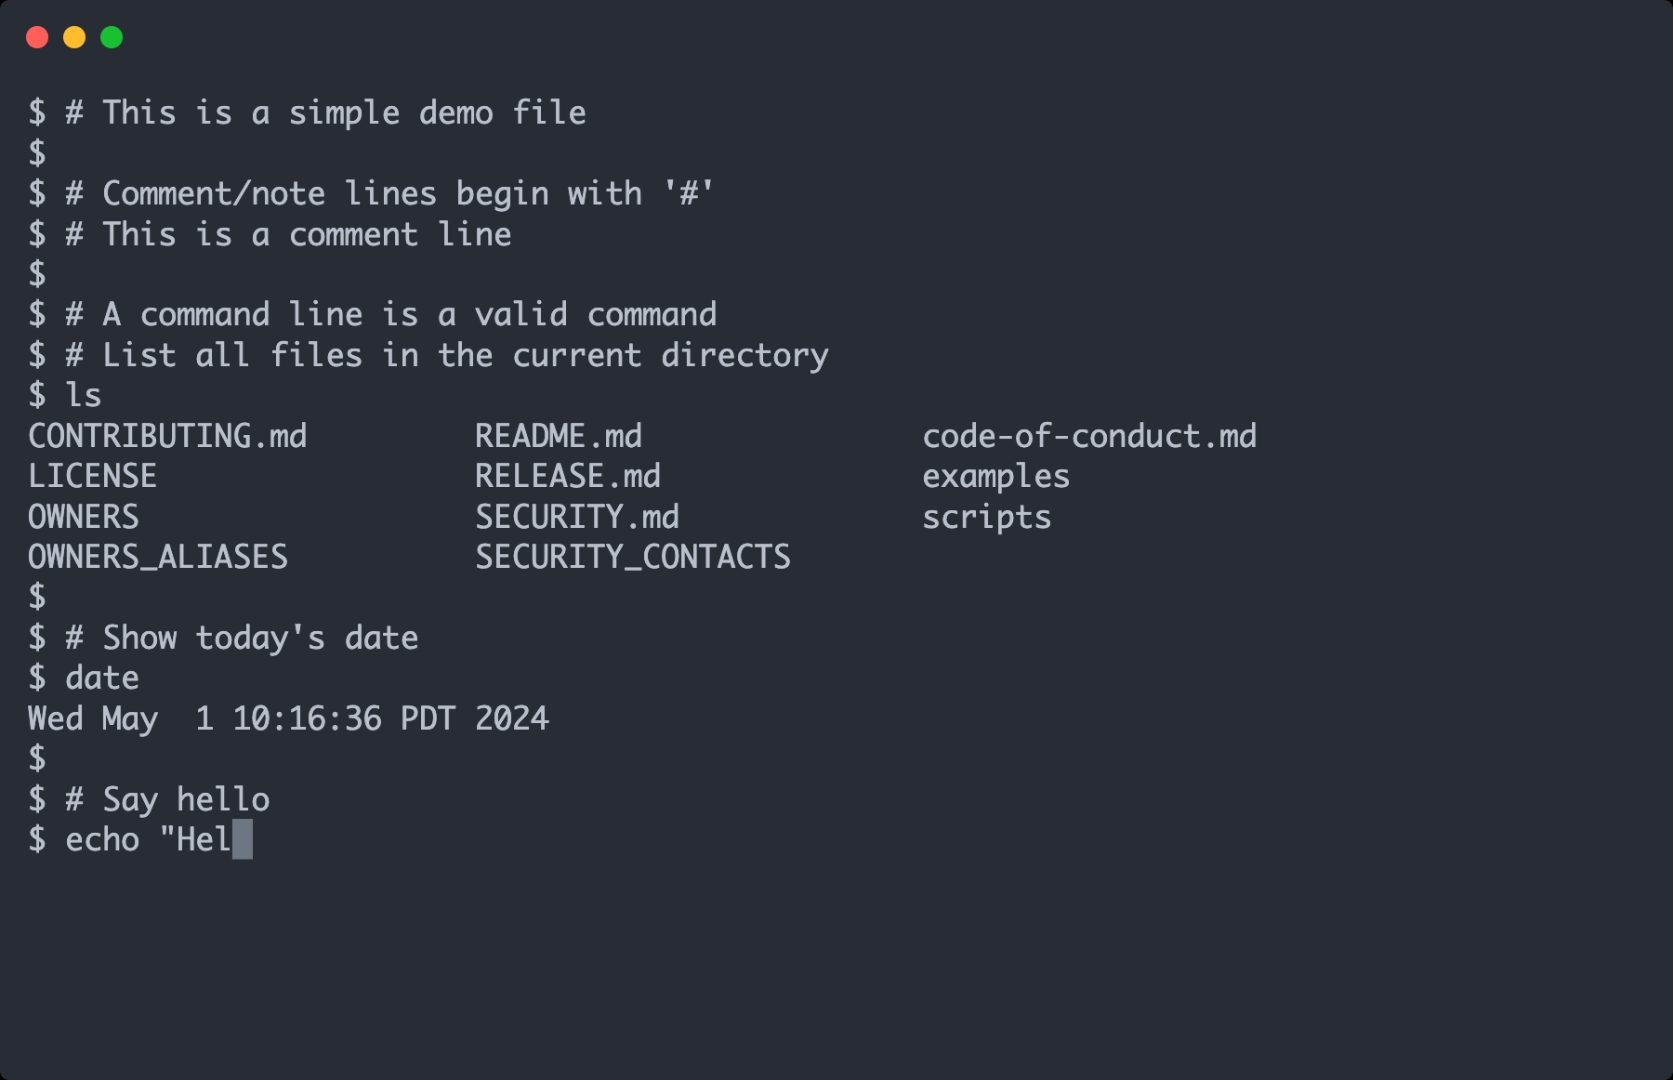 $ # This is a simple demo file
$
$ # Comment/note lines begin with '#'
$ # This is a comment line
$
$ # A command line is a valid command
$ # List all files in the current directory
$ ls
CONTRIBUTING.md         README.md               code-of-conduct.md
LICENSE                 RELEASE.md              examples
OWNERS                  SECURITY.md             scripts
OWNERS_ALIASES          SECURITY_CONTACTS
$
$ # Show today's date
$ date
Wed May  1 10:16:36 PDT 2024
$
$ # Say hello
$ echo "Hel